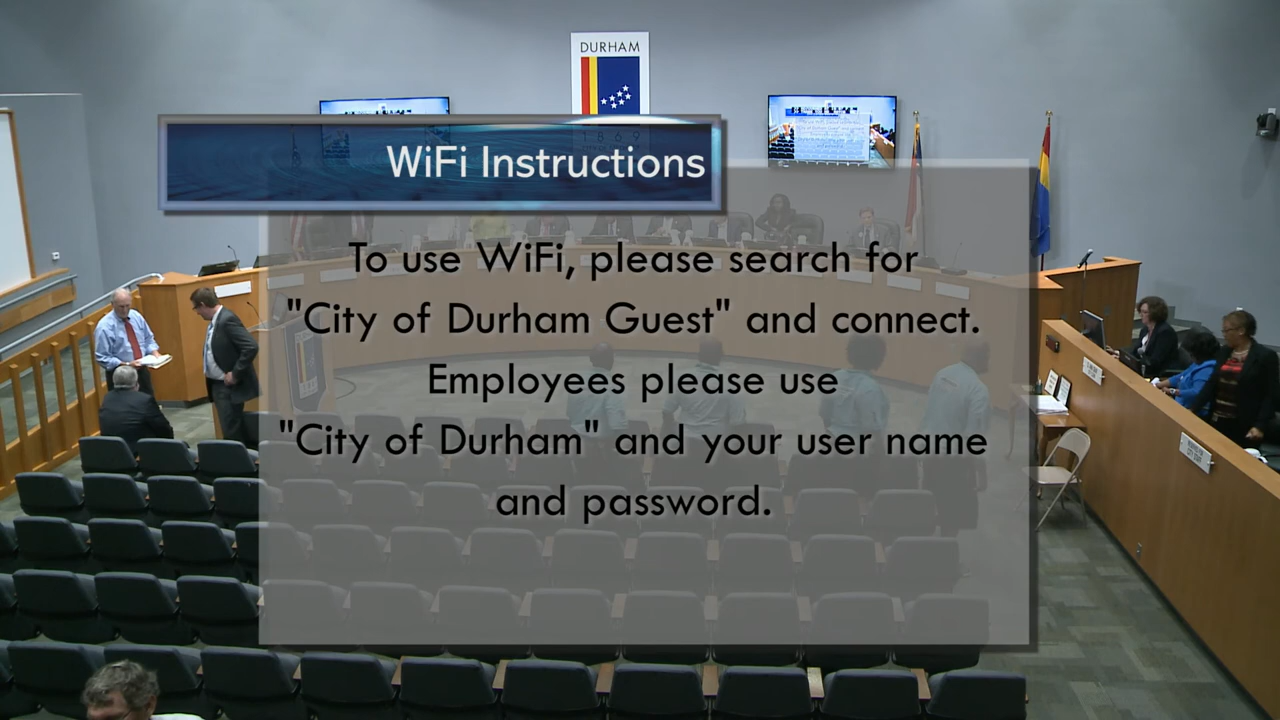 DURHAM
1869
WiFi Instructions
To use WiFi, please search for
"City of Durham Guest" and connect.
Employees please use
"City of Durham" and your user name
and password.